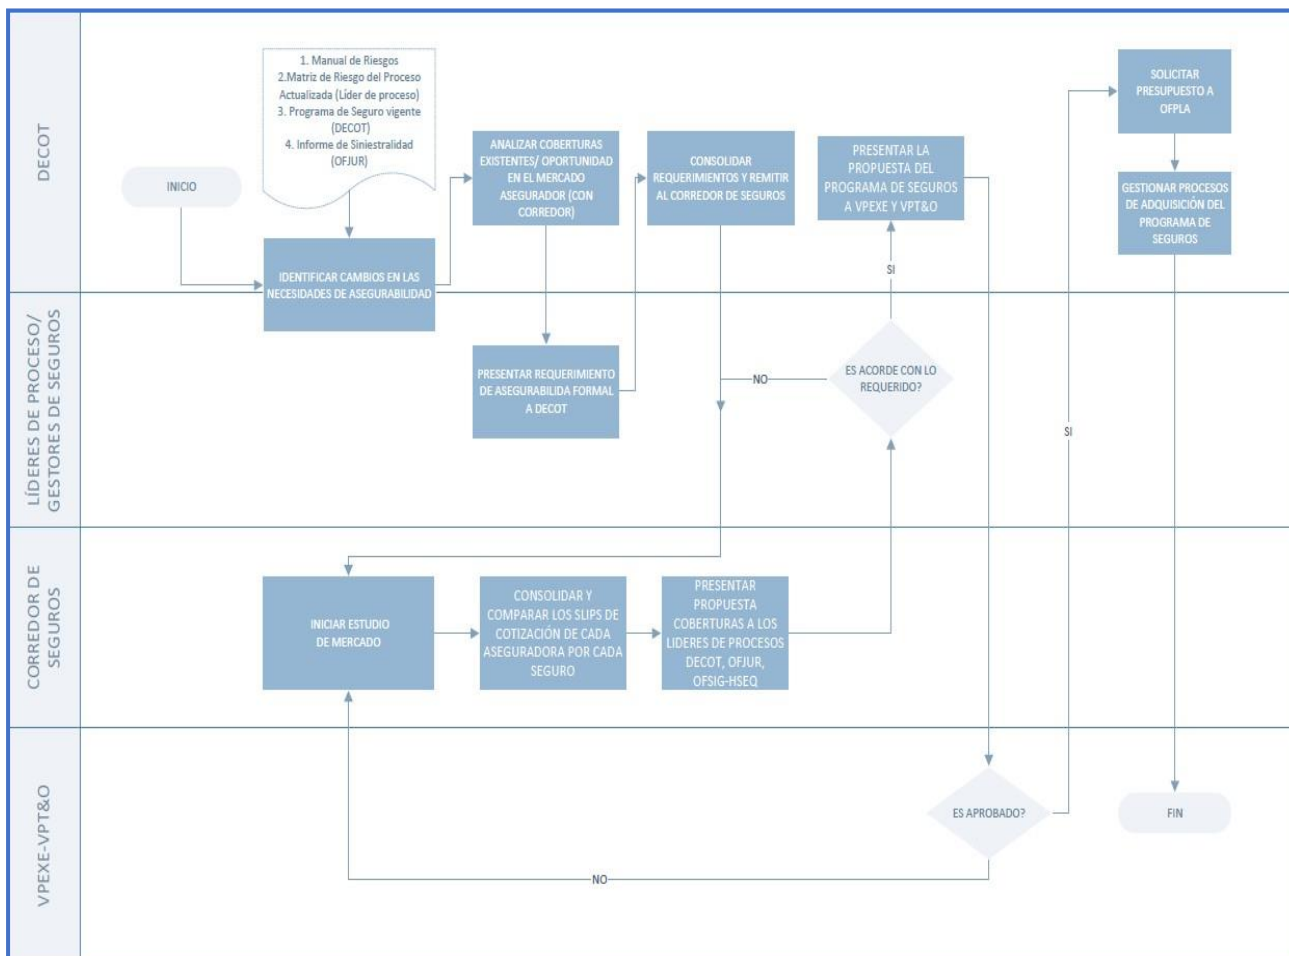 DECOT
INICIO
1. Manual de Riesgos
2.Matriz de Riesgo del Proceso
Actualizada (Líder de proceso)
3. Programa de Seguro vigente
(DECOT)
4. Informe de Siniestralidad
(OFJUR)
IDENTIFICAR CAMBIOS EN LAS
NECESIDADES DE ASEGURABILIDAD
ANALIZAR COBERTURAS
EXISTENTES/ OPORTUNIDAD
EN EL MERCADO
ASEGURADOR (CON
CORREDOR)
CONSOLIDAR
REQUERIMIENTOS Y REMITIR
AL CORREDOR DE SEGUROS
PRESENTAR LA
PROPUESTA DEL
PROGRAMA DE SEGUROS
A VPEXE Y VPT&O
SOLICITAR
PRESUPUESTO A
OFPLA
GESTIONAR PROCESOS
DE ADQUISICIÓN DEL
PROGRAMA DE
SEGUROS
SI
LÍDERES DE PROCESO/
GESTORES DE SEGUROS
PRESENTAR REQUERIMIENTO
DE ASEGURABILIDA FORMAL
A DECOT
NO
ES ACORDE CON LO
REQUERIDO?
SI
CORREDOR DE
SEGUROS
INICIAR ESTUDIO
DE MERCADO
CONSOLIDAR Y
COMPARAR LOS SLIPS DE
COTIZACIÓN DE CADA
ASEGURADORA POR CADA
SEGURO
PRESENTAR
PROPUESTA
COBERTURAS A LOS
LIDERES DE PROCESOS
DECOT, OFJUR,
OFSIG-HSEQ
VPEXE-VPT&O
ES APROBADO?
FIN
NO